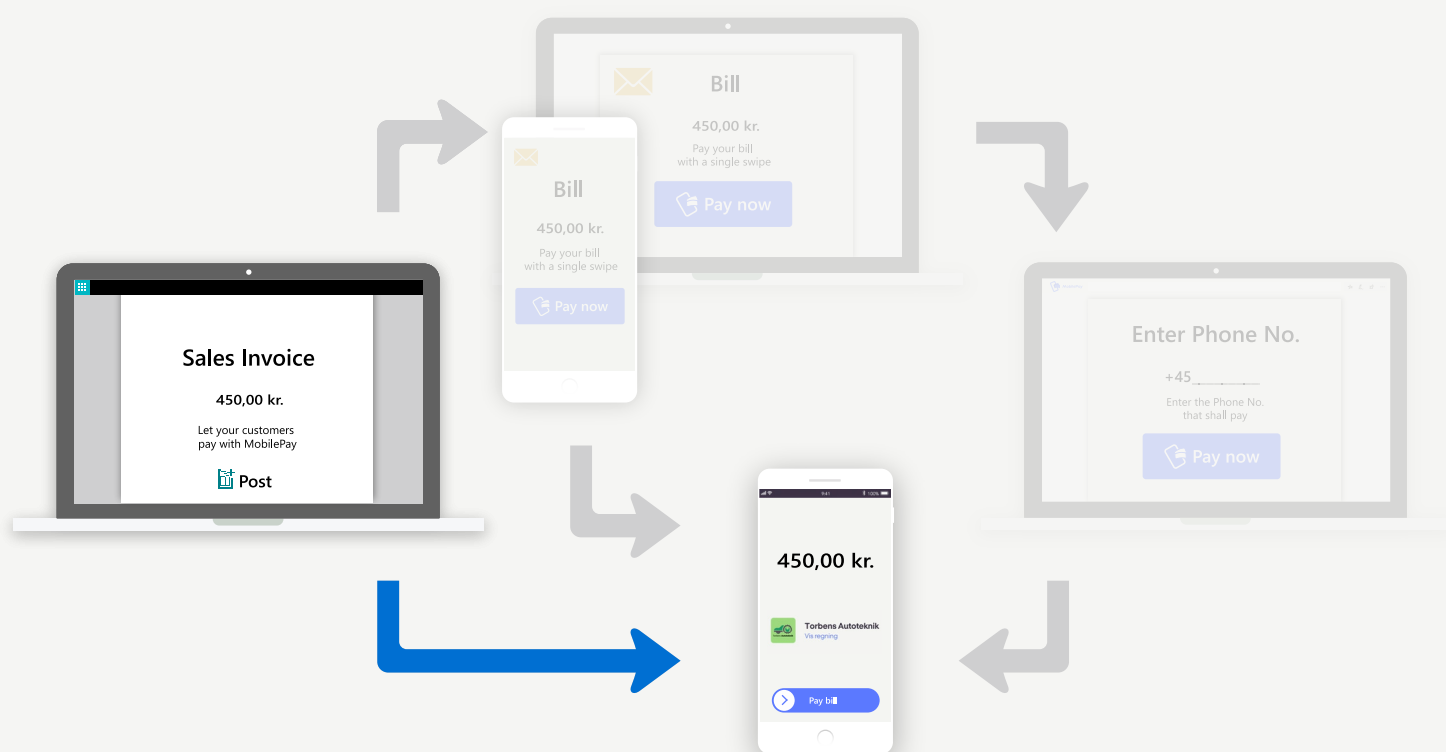 Bill
450,00 kr.
Pay your bill
with a single swipe
Pay now
Bill
450,00 kr.
Pay your bill
with a single swipe
Pay now
Sales Invoice
450,00 kr.
Let your customers
pay with MobilePay
Post
Enter Phone No.
+45
Enter the Phone No.
that shall pay
Pay now
9:41
100%
450,00 kr.
Torbens Autoteknik
Vis regning
Pay bill